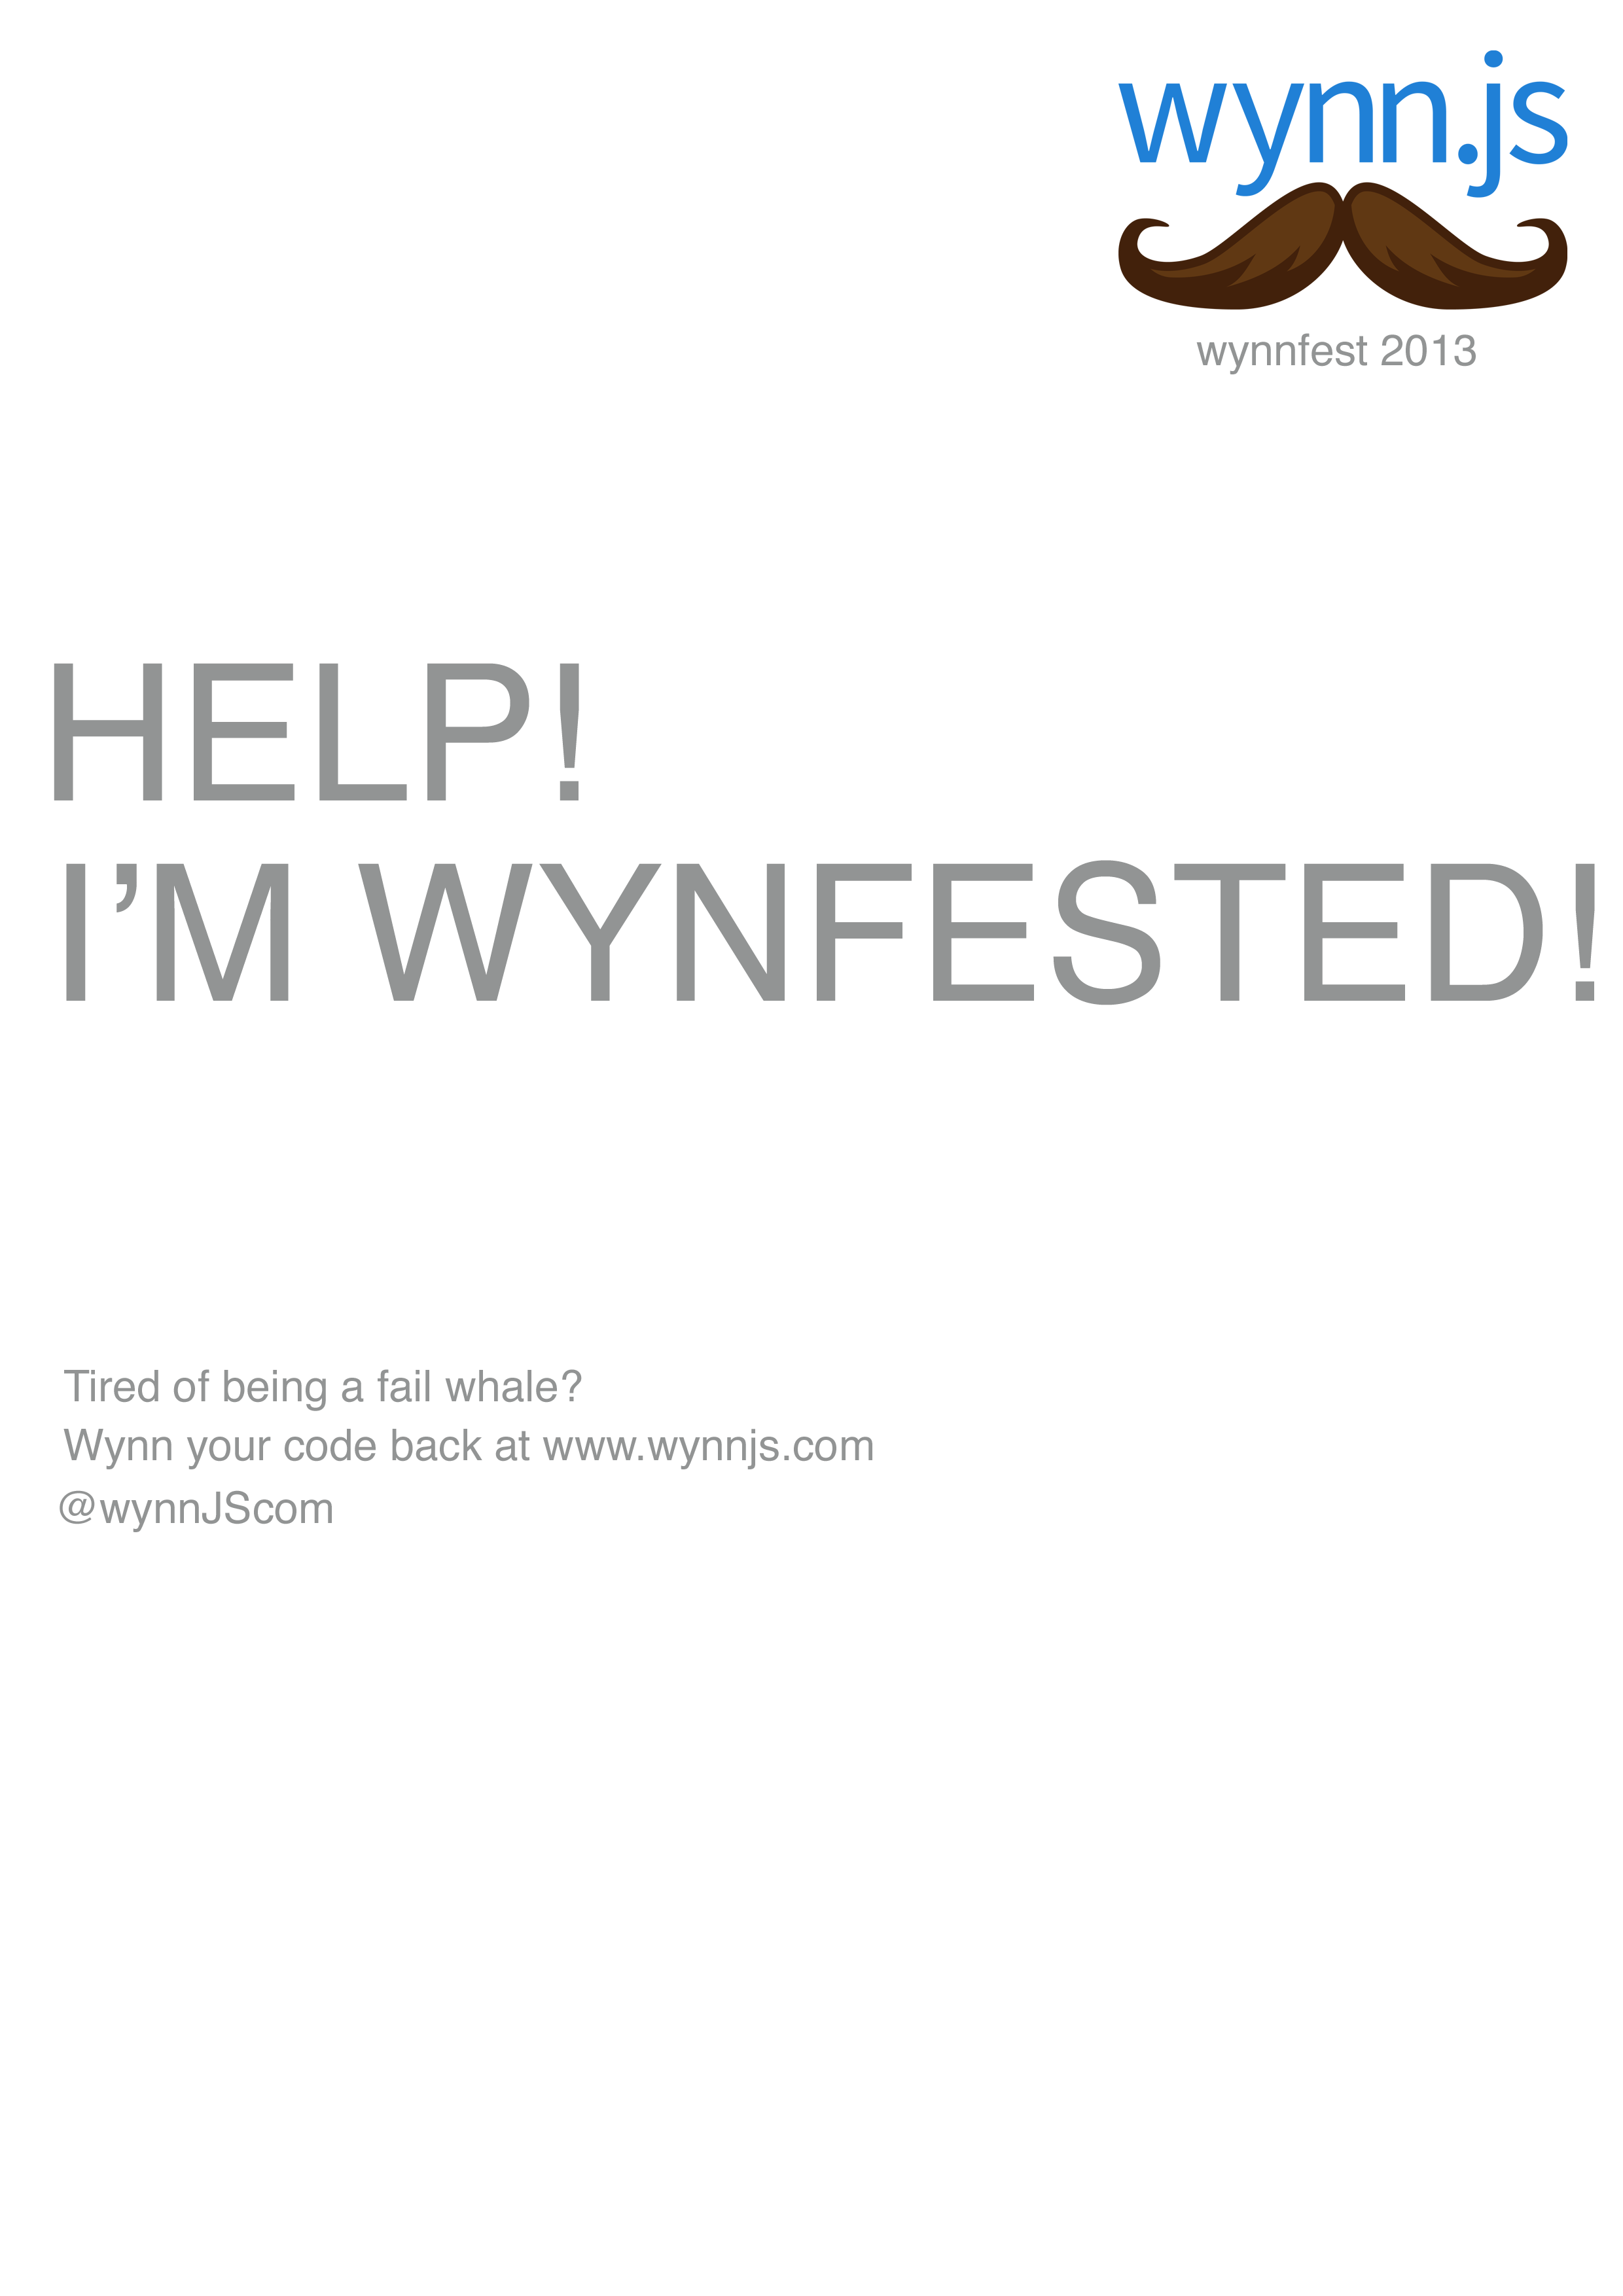 wynn.js
wynnfest 2013
HELP!
I’M WYNFESTED!
Tired of being a fail whale?
Wynn your code back at www.wynnjs.com
@wynnJScom